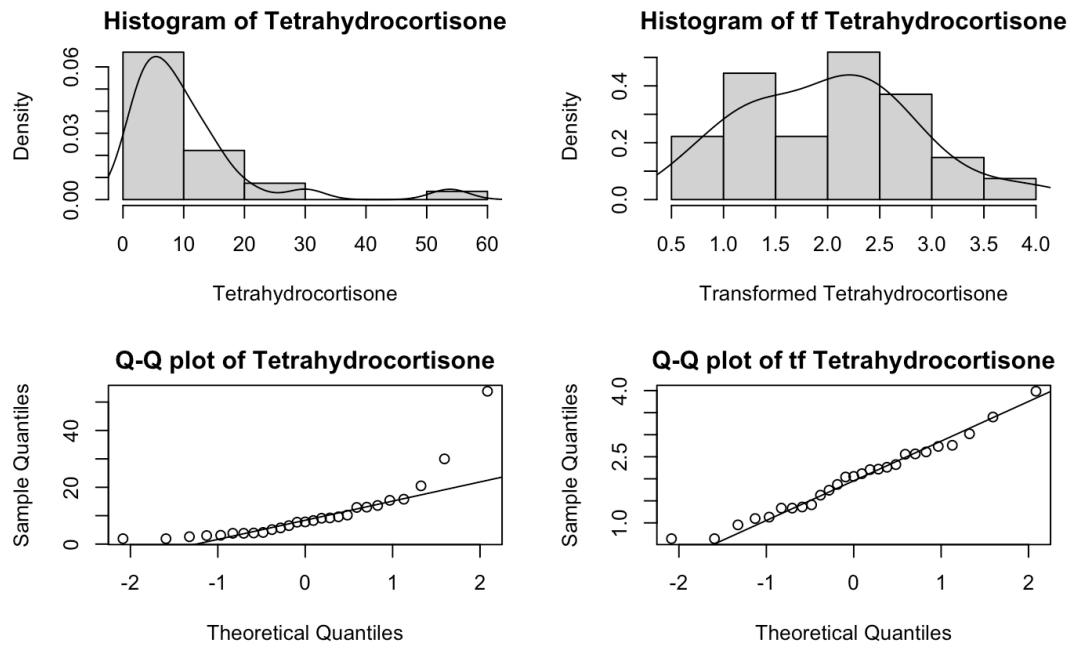 Histogram of Tetrahydrocortisone
Density
0.00 0.03 0.06
0 10 20 30 40 50 60
Tetrahydrocortisone
Histogram of tf Tetrahydrocortisone
Density
0.0 0.2 0.4
0.5 1.0 1.5 2.0 2.5 3.0 3.5 4.0
Transformed Tetrahydrocortisone
Q-Q plot of Tetrahydrocortisone
Sample Quantiles
0 20 40
-2 -1 0 1 2
Theoretical Quantiles
Q-Q plot of tf Tetrahydrocortisone
Sample Quantiles
1.0 2.5 4.0
-2 -1 0 1 2
Theoretical Quantiles